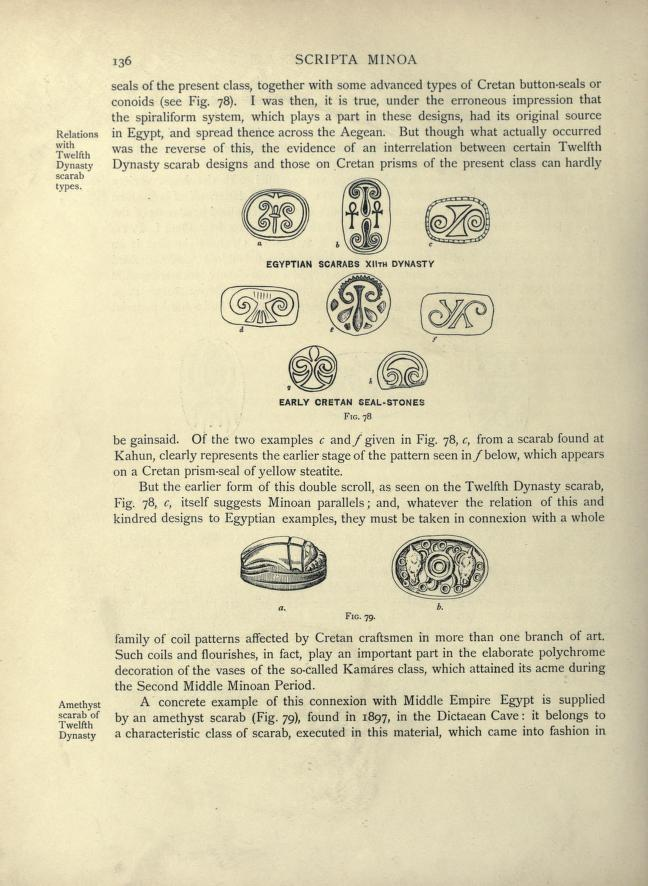 136
SCRIPTA MINOA
seals of the present class, together with some advanced types of Cretan button-seals or
conoids (see Fig. 78). I was then, it is true, under the erroneous impression that
the spiraliform system, which plays a part in these designs, had its original source
in Egypt, and spread thence across the Aegean. But though what actually occurred
was the reverse of this, the evidence of an interrelation between certain Twelfth
Dynasty scarab designs and those on Cretan prisms of the present class can hardly
Relations
with
Twelfth
Dynasty
scarab
types.
a
b
c
EGYPTIAN SCARABS XIITH DYNASTY
d
e
f
g
h
EARLY CRETAN SEAL-STONES
FIG. 78
be gainsaid. Of the two examples c and f given in Fig. 78, c, from a scarab found at
Kahun, clearly represents the earlier stage of the pattern seen in f below, which appears
on a Cretan prism-seal of yellow steatite.
But the earlier form of this double scroll, as seen on the Twelfth Dynasty scarab,
Fig. 78, c, itself suggests Minoan parallels; and, whatever the relation of this and
kindred designs to Egyptian examples, they must be taken in connexion with a whole
a.
b.
FIG. 79.
family of coil patterns affected by Cretan craftsmen in more than one branch of art.
Such coils and flourishes, in fact, play an important part in the elaborate polychrome
decoration of the vases of the so-called Kamáres class, which attained its acme during
the Second Middle Minoan Period.
A concrete example of this connexion with Middle Empire Egypt is supplied
by an amethyst scarab (Fig. 79), found in 1897, in the Dictaean Cave: it belongs to
a characteristic class of scarab, executed in this material, which came into fashion in
Amethyst
scarab of
Twelfth
Dynasty